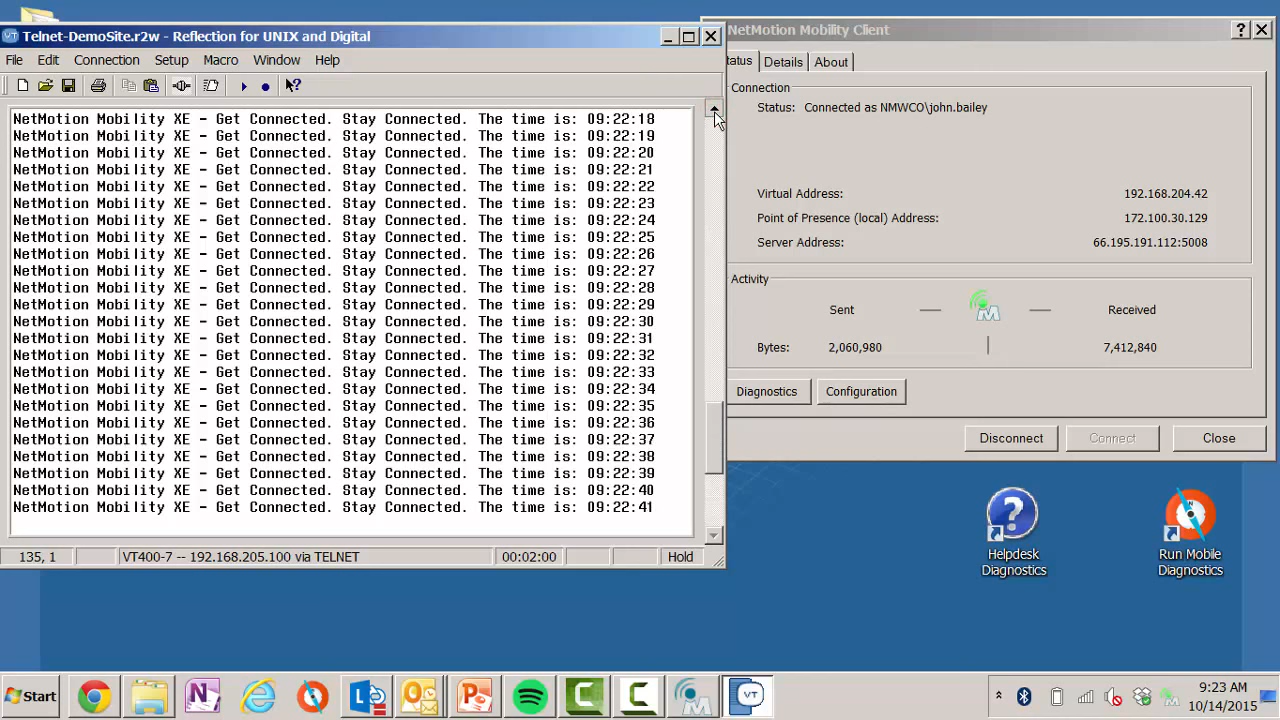 Telnet-DemoSite.r2w - Reflection for UNIX and Digital
File Edit Connection Setup Macro Window Help
NetMotion Mobility XE - Get Connected. Stay Connected. The time is: 09:22:18
NetMotion Mobility XE - Get Connected. Stay Connected. The time is: 09:22:19
NetMotion Mobility XE - Get Connected. Stay Connected. The time is: 09:22:20
NetMotion Mobility XE - Get Connected. Stay Connected. The time is: 09:22:21
NetMotion Mobility XE - Get Connected. Stay Connected. The time is: 09:22:22
NetMotion Mobility XE - Get Connected. Stay Connected. The time is: 09:22:23
NetMotion Mobility XE - Get Connected. Stay Connected. The time is: 09:22:24
NetMotion Mobility XE - Get Connected. Stay Connected. The time is: 09:22:25
NetMotion Mobility XE - Get Connected. Stay Connected. The time is: 09:22:26
NetMotion Mobility XE - Get Connected. Stay Connected. The time is: 09:22:27
NetMotion Mobility XE - Get Connected. Stay Connected. The time is: 09:22:28
NetMotion Mobility XE - Get Connected. Stay Connected. The time is: 09:22:29
NetMotion Mobility XE - Get Connected. Stay Connected. The time is: 09:22:30
NetMotion Mobility XE - Get Connected. Stay Connected. The time is: 09:22:31
NetMotion Mobility XE - Get Connected. Stay Connected. The time is: 09:22:32
NetMotion Mobility XE - Get Connected. Stay Connected. The time is: 09:22:33
NetMotion Mobility XE - Get Connected. Stay Connected. The time is: 09:22:34
NetMotion Mobility XE - Get Connected. Stay Connected. The time is: 09:22:35
NetMotion Mobility XE - Get Connected. Stay Connected. The time is: 09:22:36
NetMotion Mobility XE - Get Connected. Stay Connected. The time is: 09:22:37
NetMotion Mobility XE - Get Connected. Stay Connected. The time is: 09:22:38
NetMotion Mobility XE - Get Connected. Stay Connected. The time is: 09:22:39
NetMotion Mobility XE - Get Connected. Stay Connected. The time is: 09:22:40
NetMotion Mobility XE - Get Connected. Stay Connected. The time is: 09:22:41
135, 1 VT400-7 -- 192.168.205.100 via TELNET 00:02:00 Hold
NetMotion Mobility Client
tatus Details About
Connection
Status: Connected as NMWCO\john.bailey
Virtual Address: 192.168.204.42
Point of Presence (local) Address: 172.100.30.129
Server Address: 66.195.191.112:5008
Activity
Sent Received
Bytes: 2,060,980 7,412,840
Diagnostics Configuration
Disconnect Connect Close
Helpdesk
Diagnostics
Run Mobile
Diagnostics
Start
9:23 AM
10/14/2015